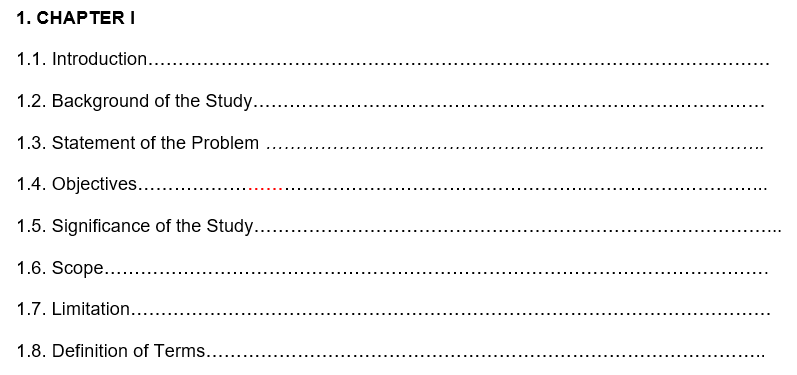 1. CHAPTER I
1.1. Introduction…………………………………………………………………………………………
1.2. Background of the Study…………………………………………………………………………
1.3. Statement of the Problem ………………………………………………………………………..
1.4. Objectives…………………………………………………………………..………………………...
1.5. Significance of the Study…………………………………………………………………………...
1.6. Scope…………………………………………………………………………………………………
1.7. Limitation……………………………………………………………………………………………
1.8. Definition of Terms………………………………………………………………………………..